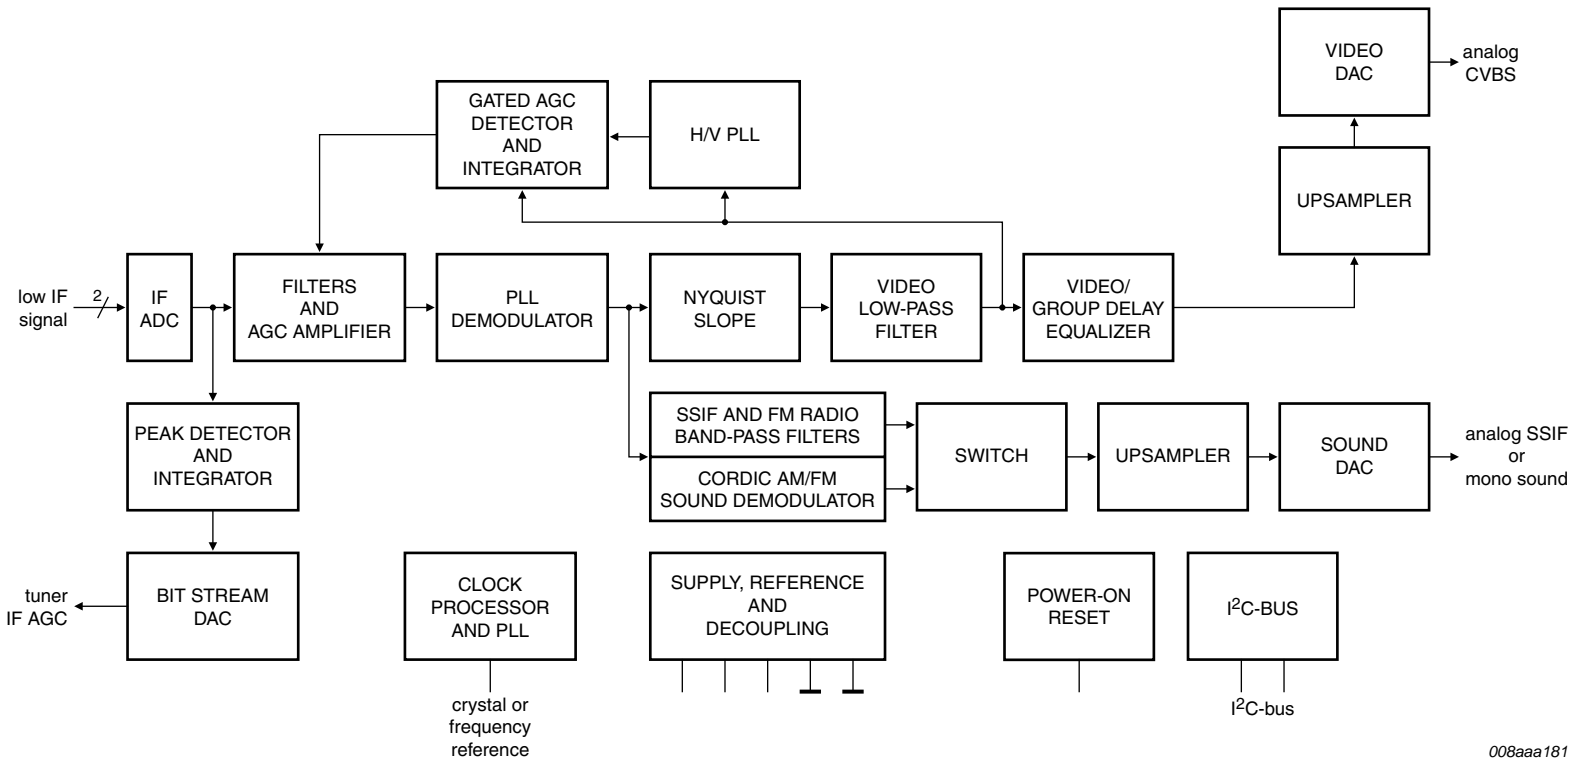 VIDEO
DAC
analog
CVBS
GATED AGC
DETECTOR
AND
INTEGRATOR
H/V PLL
UPSAMPLER
low IF
signal
2
IF
ADC
FILTERS
AND
AGC AMPLIFIER
PLL
DEMODULATOR
NYQUIST
SLOPE
VIDEO
LOW-PASS
FILTER
VIDEO/
GROUP DELAY
EQUALIZER
PEAK DETECTOR
AND
INTEGRATOR
SSIF AND FM RADIO
BAND-PASS FILTERS
CORDIC AM/FM
SOUND DEMODULATOR
SWITCH
UPSAMPLER
SOUND
DAC
analog SSIF
or
mono sound
tuner
IF AGC
BIT STREAM
DAC
CLOCK
PROCESSOR
AND PLL
SUPPLY, REFERENCE
AND
DECOUPLING
POWER-ON
RESET
I2C-BUS
crystal or
frequency
reference
I2C-bus
008aaa181